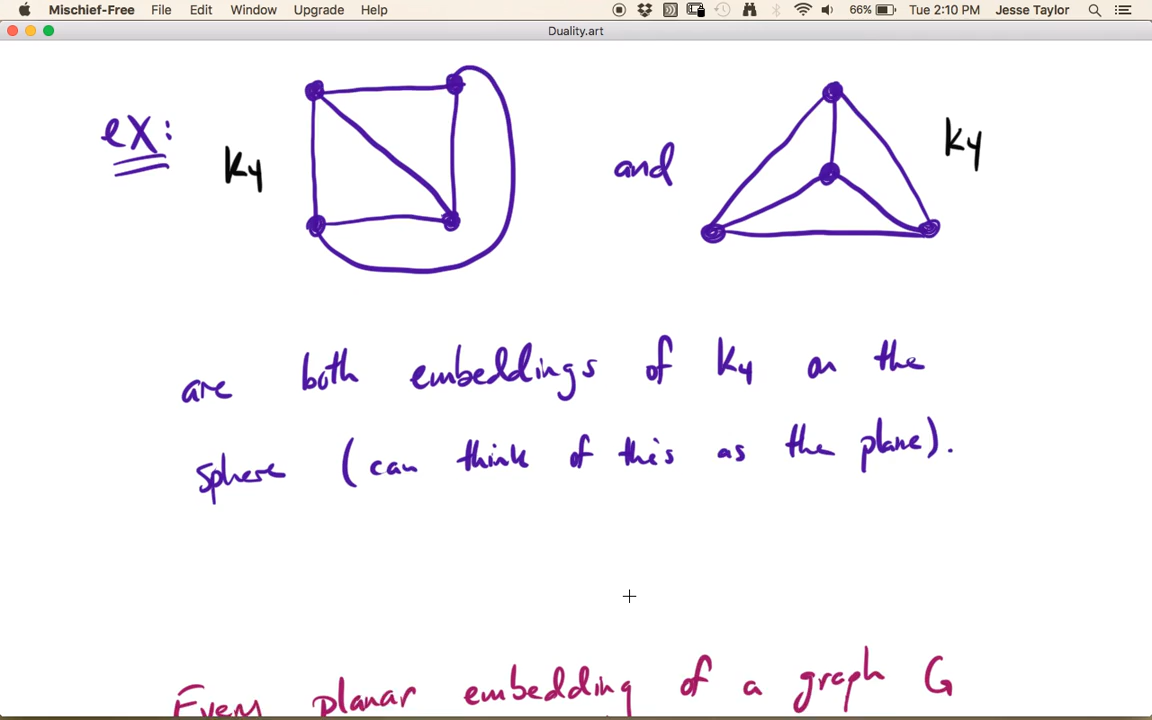 Mischief-Free File Edit View Upgrade Help 66% Tue 2:10 PM Jesse Taylor
Duality.art
ex: K4 and K4
are both embeddings of K4 on the
sphere (can think of this as the plane).
Every planar embedding of a graph G